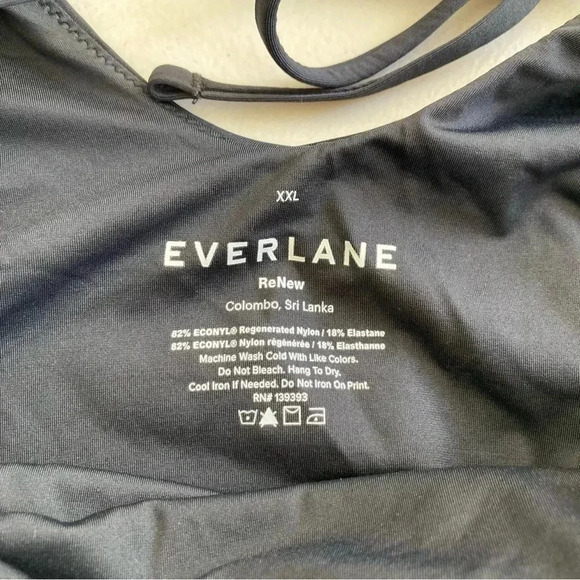 XXL
EVERLANE
ReNew
Colombo, Sri Lanka
82% ECONYL® Regenerated Nylon / 18% Elastane
82% ECONYL® Nylon régénérée / 18% Elasthanne
Machine Wash Cold With Like Colors.
Do Not Bleach. Hang To Dry.
Cool Iron If Needed. Do Not Iron On Print.
RN# 139393